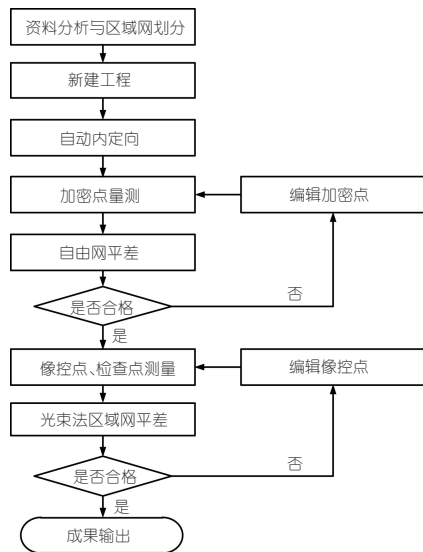 资料分析与区域网划分
新建工程
自动内定向
加密点量测
编辑加密点
自由网平差
是否合格
否
是
像控点、检查点测量
编辑像控点
光束法区域网平差
是否合格
否
是
成果输出